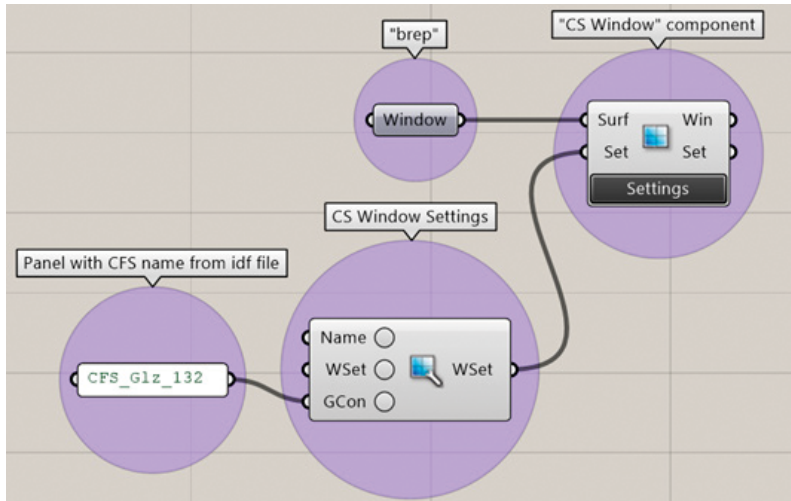 "brep"
"CS Window" component
Window
Surf Win
Set Set
Settings
CS Window Settings
Panel with CFS name from idf file
Name
WSet WSet
GCon
CFS_Glz_132